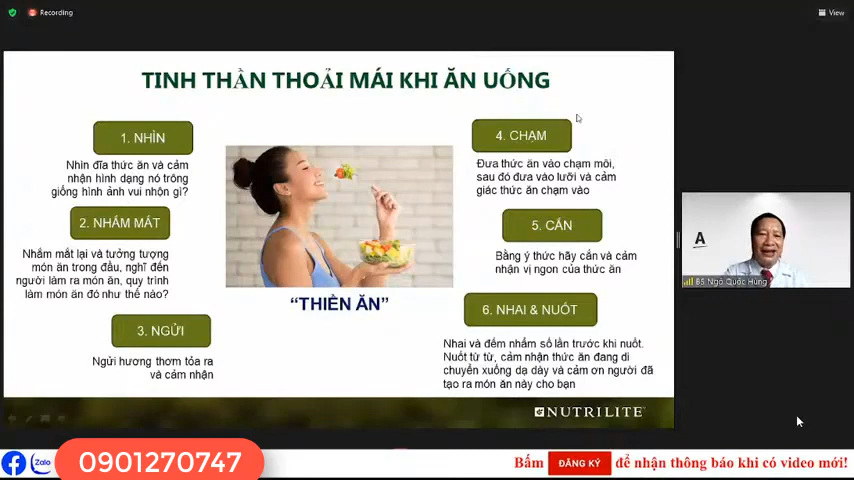 Recording
View
TINH THẦN THOẢI MÁI KHI ĂN UỐNG
1. NHÌN
Nhìn đĩa thức ăn và cảm
nhận hình dạng nó trông
giống hình ảnh vui nhộn gì?
2. NHẮM MẮT
Nhắm mắt lại và tưởng tượng
món ăn trong đầu, nghĩ đến
người làm ra món ăn, quy trình
làm món ăn đó như thế nào?
3. NGỬI
Ngửi hương thơm tỏa ra
và cảm nhận
"THIỀN ĂN"
4. CHẠM
Đưa thức ăn vào chạm môi,
sau đó đưa vào lưỡi và cảm
giác thức ăn chạm vào
5. CẮN
Bằng ý thức hãy cắn và cảm
nhận vị ngon của thức ăn
6. NHAI & NUỐT
Nhai và đếm nhẩm số lần trước khi nuốt.
Nuốt từ từ, cảm nhận thức ăn đang di
chuyển xuống dạ dày và cảm ơn người đã
tạo ra món ăn này cho bạn
NUTRILITE
A
BS Ngô Quốc Hùng
Zalo
0901270747
Bấm ĐĂNG KÝ để nhận thông báo khi có video mới!